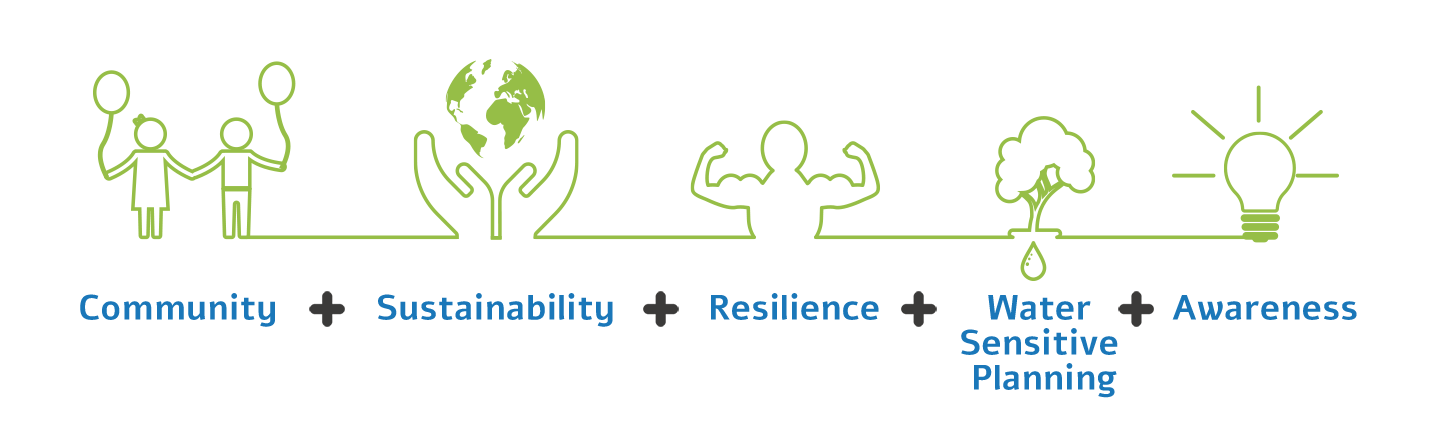 Community + Sustainability + Resilience + Water + Awareness
Sensitive
Planning